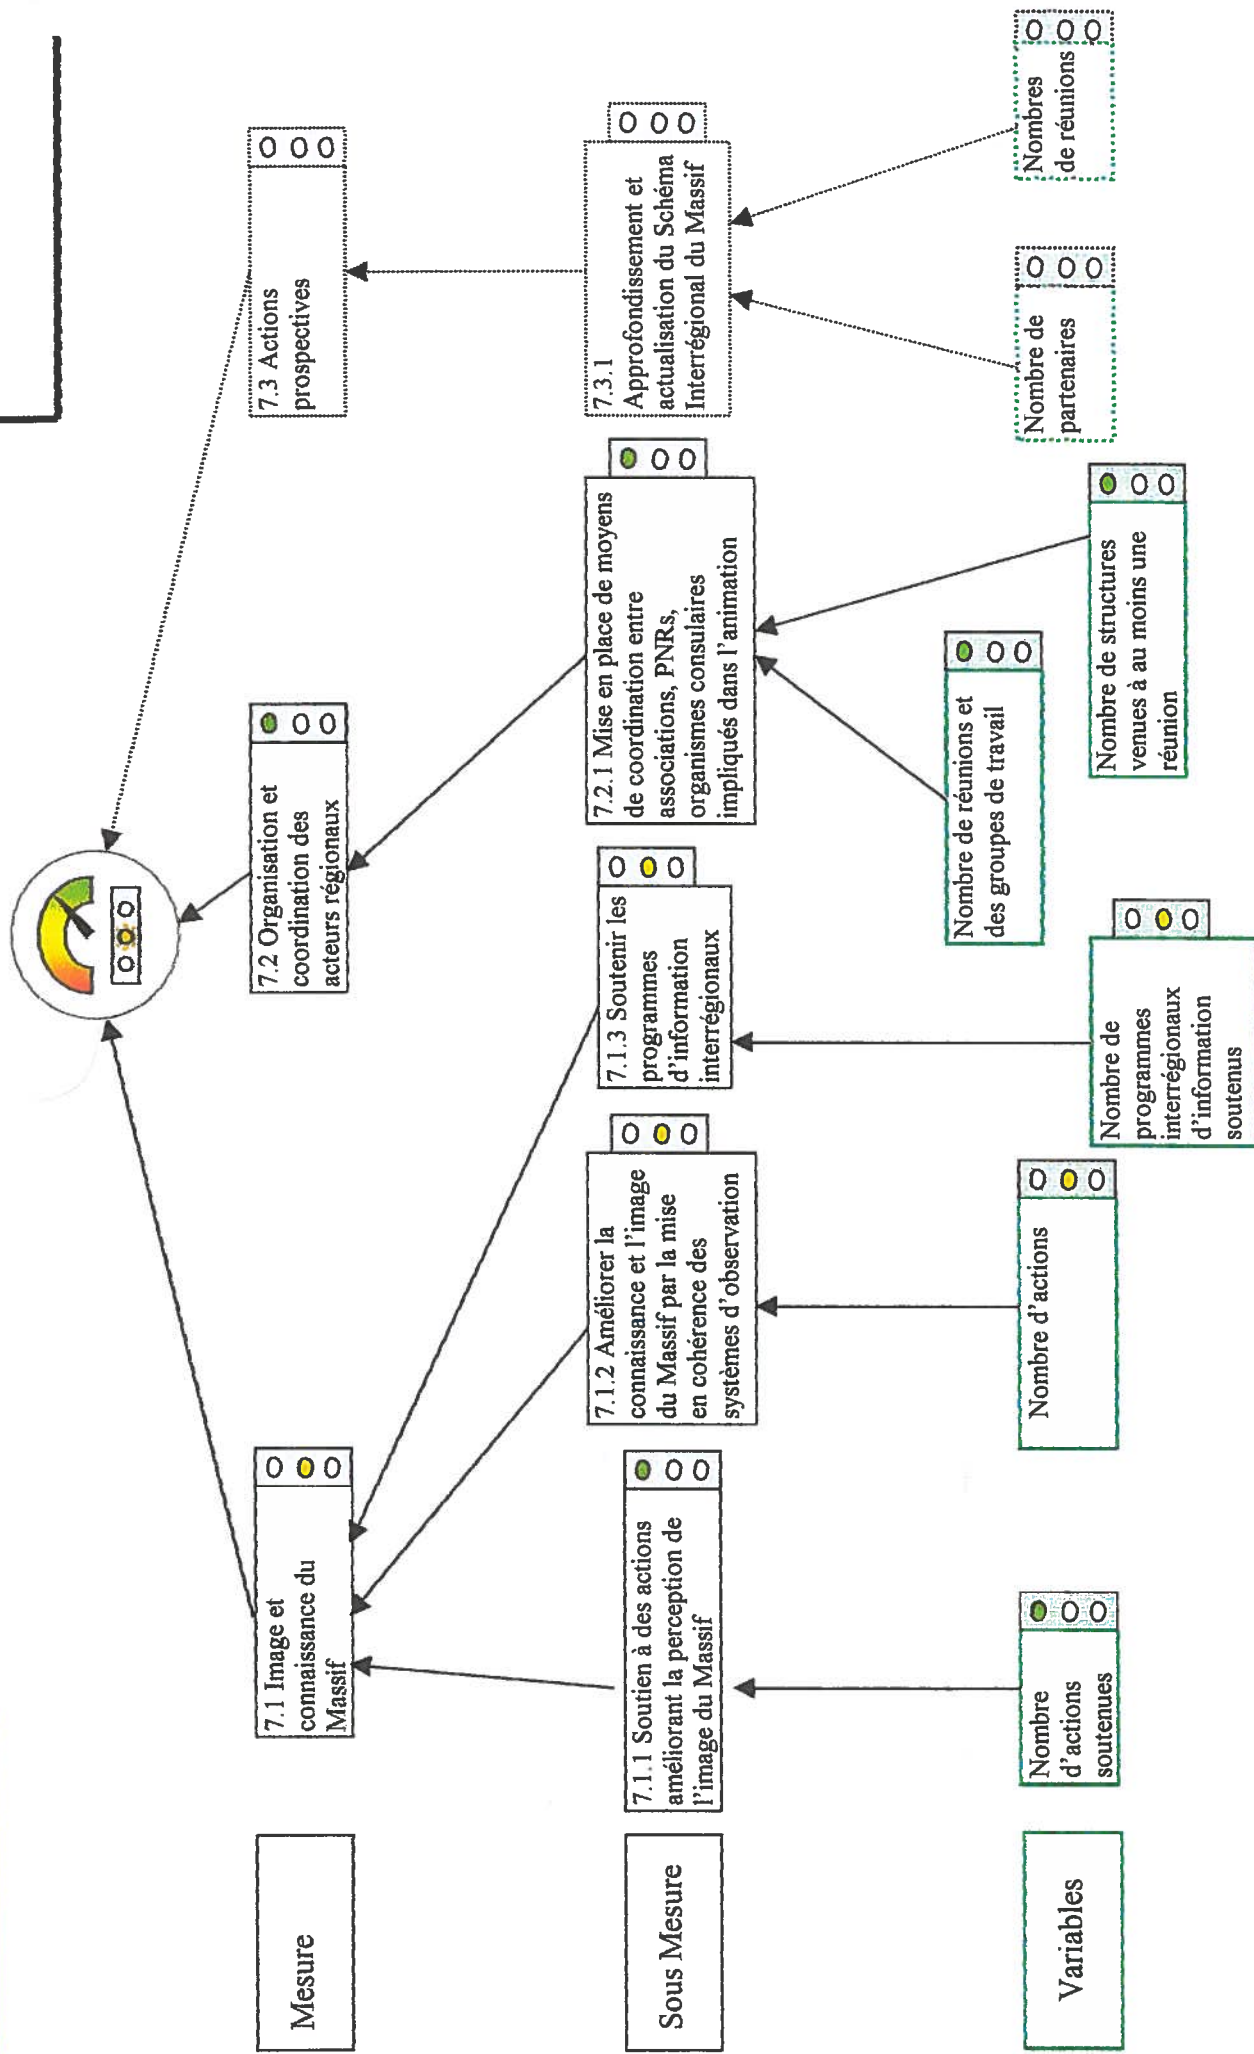 Mesure
7.1 Image et
connaissance du
Massif
7.2 Organisation et
coordination des
acteurs régionaux
7.3 Actions
prospectives
Sous Mesure
7.1.1 Soutien à des actions
améliorant la perception de
l'image du Massif
7.1.2 Améliorer la
connaissance et l'image
du Massif par la mise
en cohérence des
systèmes d'observation
7.1.3 Soutenir les
programmes
d'information
interrégionaux
7.2.1 Mise en place de moyens
de coordination entre
associations, PNRs,
organismes consulaires
impliqués dans l'animation
7.3.1
Approfondissement et
actualisation du Schéma
Interrégional du Massif
Variables
Nombre
d'actions
soutenues
Nombre d'actions
Nombre de
programmes
interrégionaux
d'information
soutenus
Nombre de réunions et
des groupes de travail
Nombre de structures
venues à au moins une
réunion
Nombre de
partenaires
Nombres
de réunions